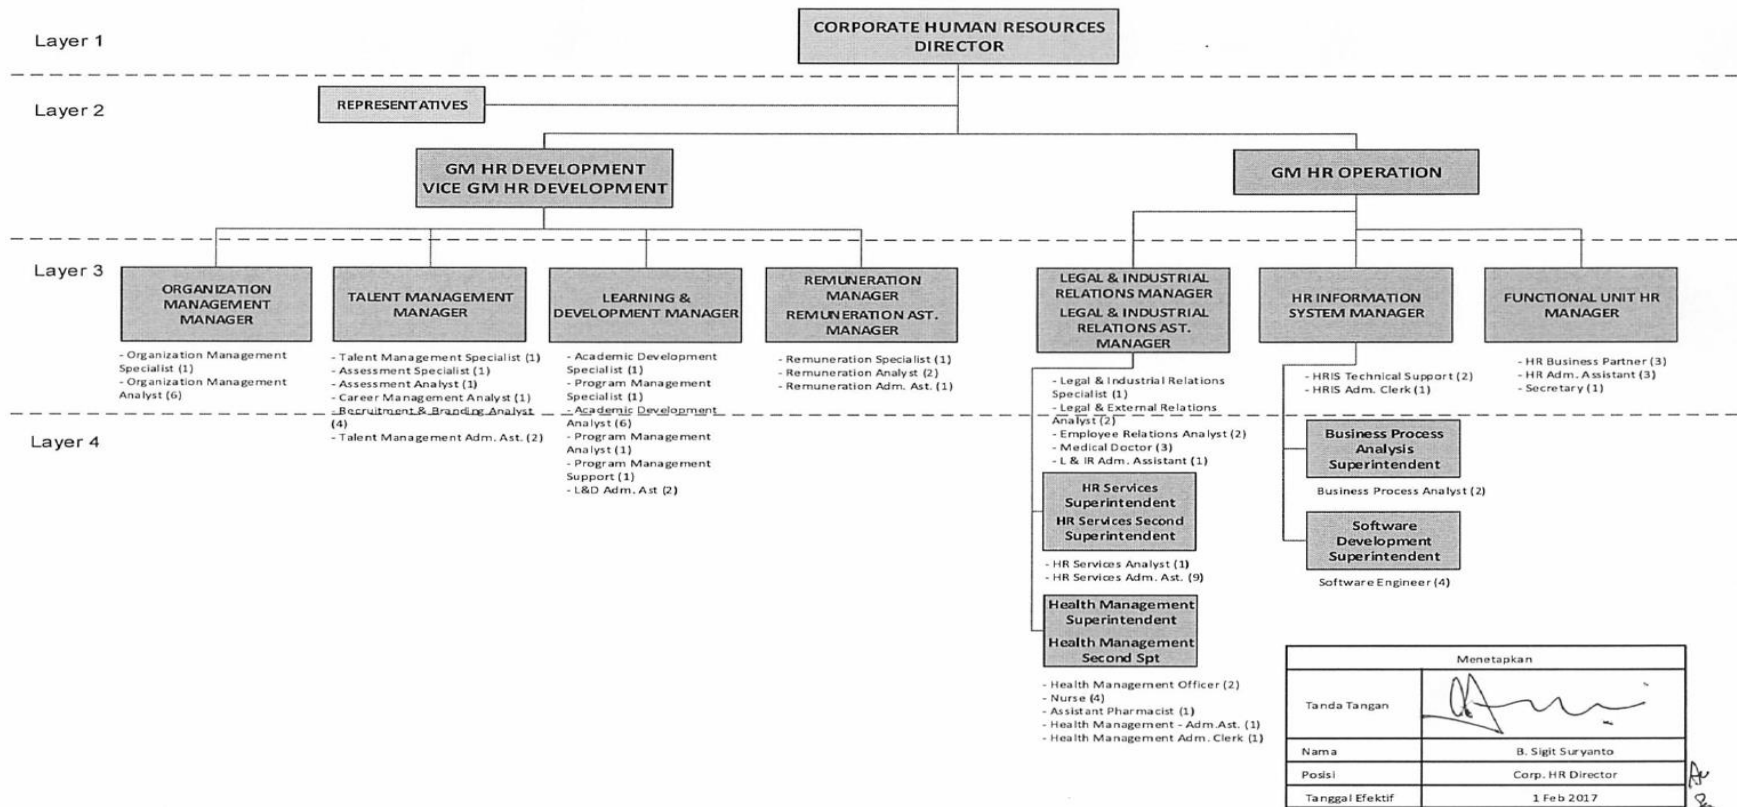 Layer 1
CORPORATE HUMAN RESOURCES
DIRECTOR
Layer 2
REPRESENTATIVES
GM HR DEVELOPMENT
VICE GM HR DEVELOPMENT
GM HR OPERATION
Layer 3
ORGANIZATION
MANAGEMENT
MANAGER
- Organization Management
Specialist (1)
- Organization Management
Analyst (6)
TALENT MANAGEMENT
MANAGER
- Talent Management Specialist (1)
- Assessment Specialist (1)
- Assessment Analyst (1)
- Career Management Analyst (1)
- Recruitment & Branding Analyst
(4)
- Talent Management Adm. Ast. (2)
LEARNING &
DEVELOPMENT MANAGER
- Academic Development
Specialist (1)
- Program Management
Specialist (1)
- Academic Development
Analyst (6)
- Program Management
Analyst (1)
- Program Management
Support (1)
- L&D Adm. Ast (2)
REMUNERATION
MANAGER
REMUNERATION AST.
MANAGER
- Remuneration Specialist (1)
- Remuneration Analyst (2)
- Remuneration Adm. Ast. (1)
LEGAL & INDUSTRIAL
RELATIONS MANAGER
LEGAL & INDUSTRIAL
RELATIONS AST.
MANAGER
- Legal & Industrial Relations
Specialist (1)
- Legal & External Relations
Analyst (2)
- Employee Relations Analyst (2)
- Medical Doctor (3)
- L & IR Adm. Assistant (1)
HR Services
Superintendent
HR Services Second
Superintendent
- HR Services Analyst (1)
- HR Services Adm. Ast. (9)
Health Management
Superintendent
Health Management
Second Spt
- Health Management Officer (2)
- Nurse (4)
- Assistant Pharmacist (1)
- Health Management - Adm.Ast. (1)
- Health Management Adm. Clerk (1)
HR INFORMATION
SYSTEM MANAGER
- HRIS Technical Support (2)
- HRIS Adm. Clerk (1)
Business Process
Analysis
Superintendent
Business Process Analyst (2)
Software
Development
Superintendent
Software Engineer (4)
FUNCTIONAL UNIT HR
MANAGER
- HR Business Partner (3)
- HR Adm. Assistant (3)
- Secretary (1)
Layer 4
Menetapkan
Tanda Tangan
Nama B. Sigit Suryanto
Posisi Corp. HR Director
Tanggal Efektif 1 Feb 2017